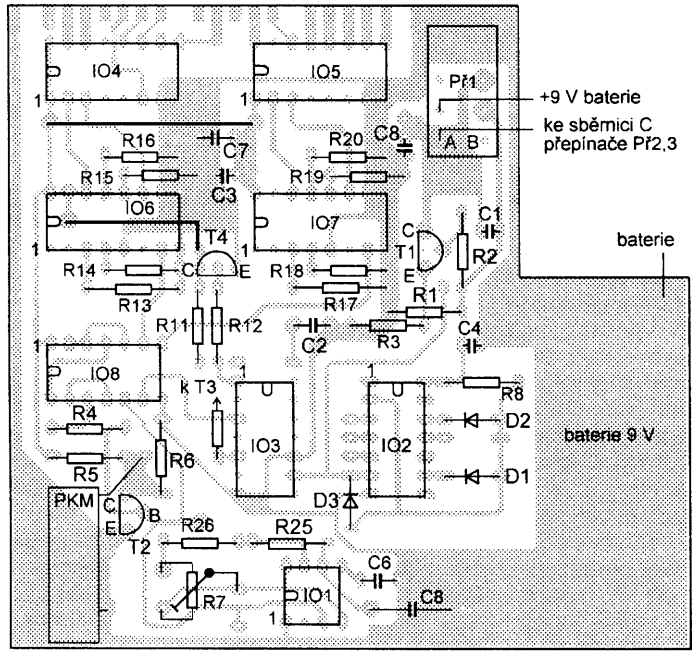 IO4
1
IO5
1
Př1
A B
+9 V baterie
ke sběrnici C
přepínače Př2,3
R16
R15
C7
C3
R20
R19
C8
IO6
1
IO7
1
T4
C
E
C
T1
E
C1
R2
baterie
R14
R13
R18
R17
R11
R12
C2
R1
R3
C4
1
IO8
k T3
1
IO3
1
IO2
R8
D2
D1
baterie 9 V
R4
R5
R6
PKM
C
E
B
T2
D3
R26
R25
R7
IO1
1
C6
C8